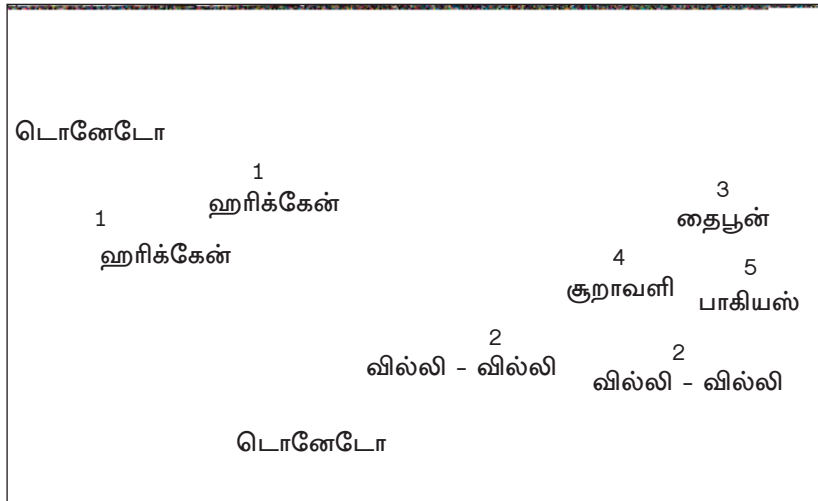 டொனேடோ
1
ஹரிக்கேன்
3
தைபூன்
1
ஹரிக்கேன்
4
சூறாவளி
5
பாகியஸ்
2
வில்லி - வில்லி
2
வில்லி - வில்லி
டொனேடோ